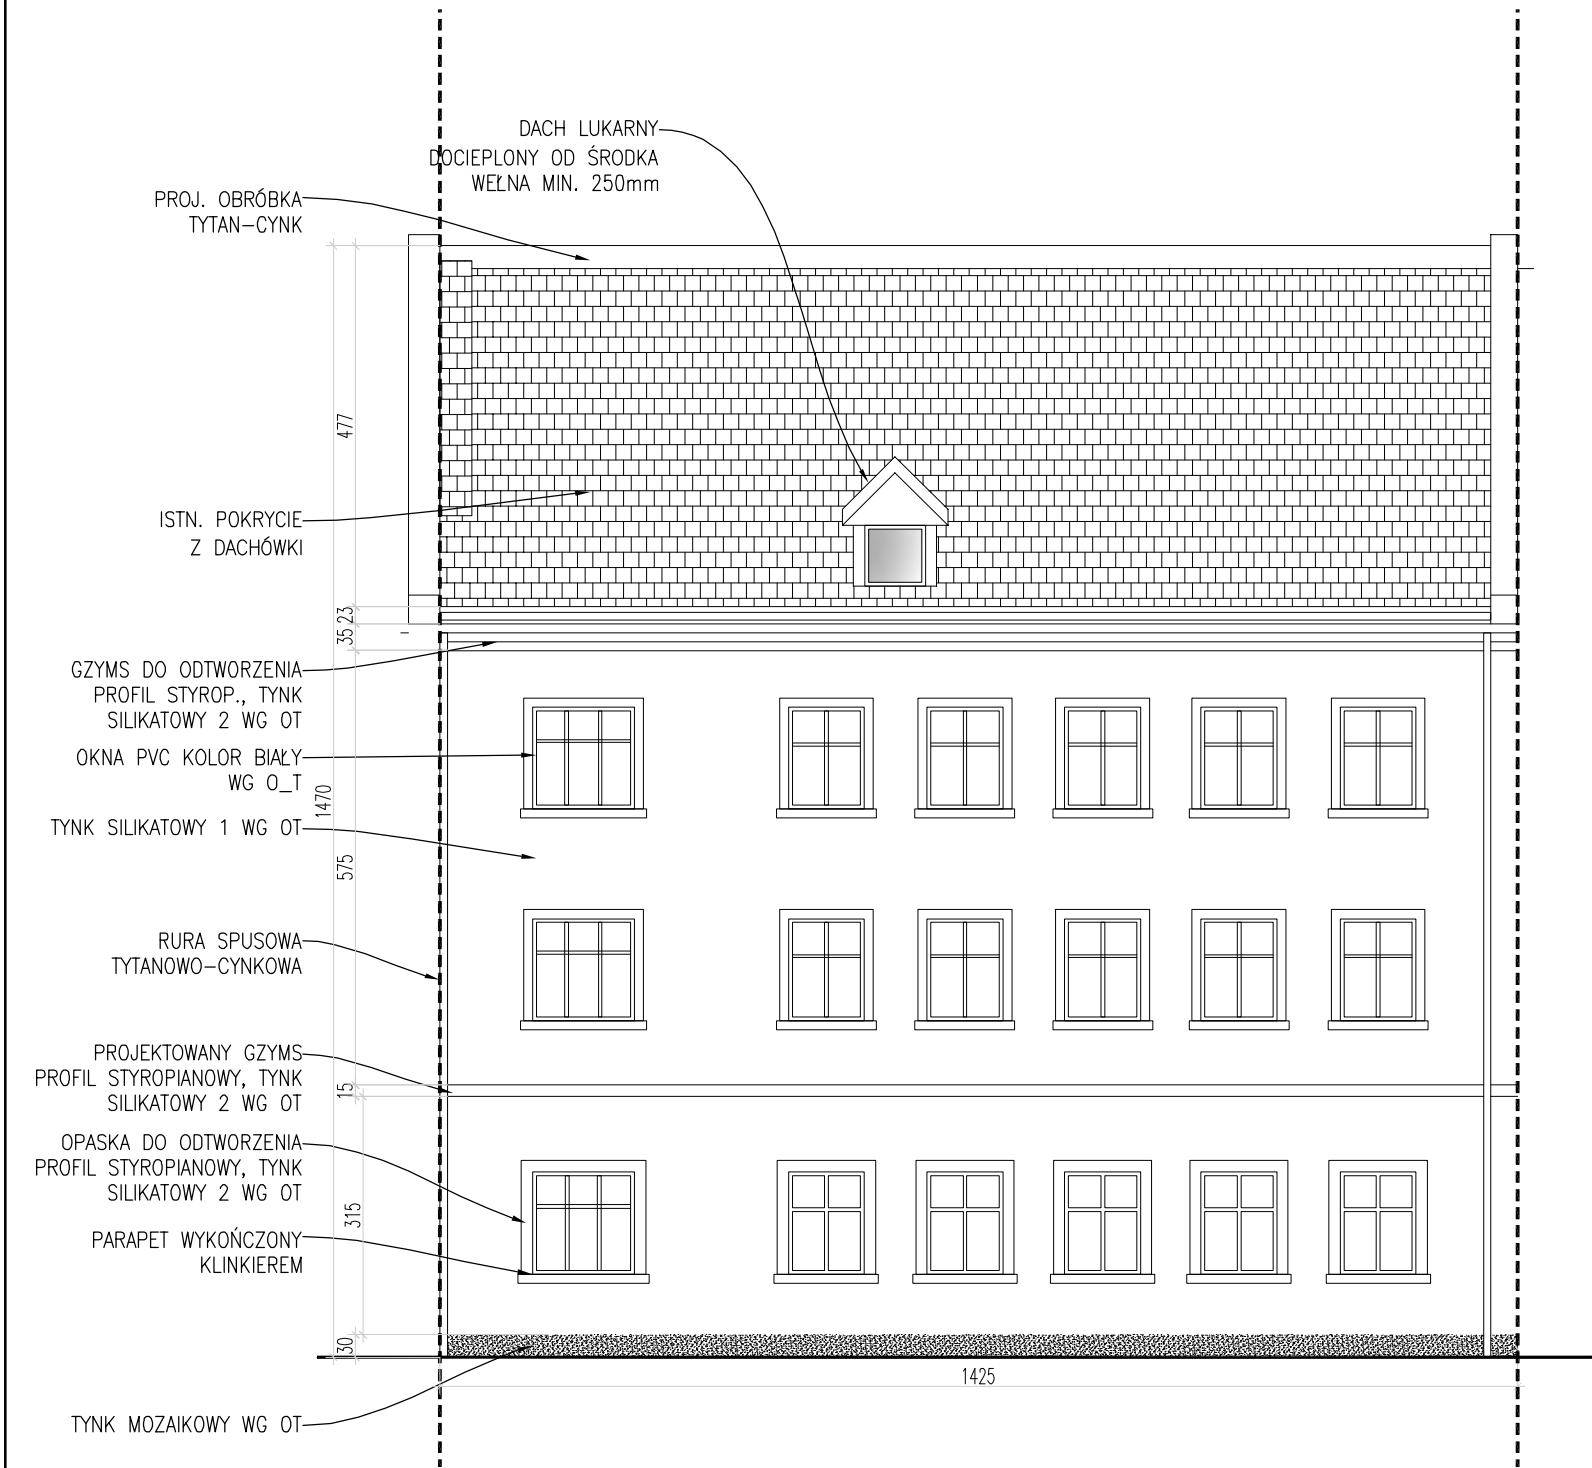 DACH LUKARNY
DOCIEPLONY OD ŚRODKA
WEŁNA MIN. 250mm
PROJ. OBRÓBKA
TYTAN-CYNK
477
ISTN. POKRYCIE
Z DACHÓWKI
23
35
GZYMS DO ODTWORZENIA
PROFIL STYROP., TYNK
SILIKATOWY 2 WG OT
OKNA PVC KOLOR BIAŁY
WG O_T
1470
TYNK SILIKATOWY 1 WG OT
575
RURA SPUSOWA
TYTANOWO-CYNKOWA
PROJEKTOWANY GZYMS
PROFIL STYROPIANOWY, TYNK
SILIKATOWY 2 WG OT
15
OPASKA DO ODTWORZENIA
PROFIL STYROPIANOWY, TYNK
SILIKATOWY 2 WG OT
315
PARAPET WYKOŃCZONY
KLINKIEREM
30
1425
TYNK MOZAIKOWY WG OT